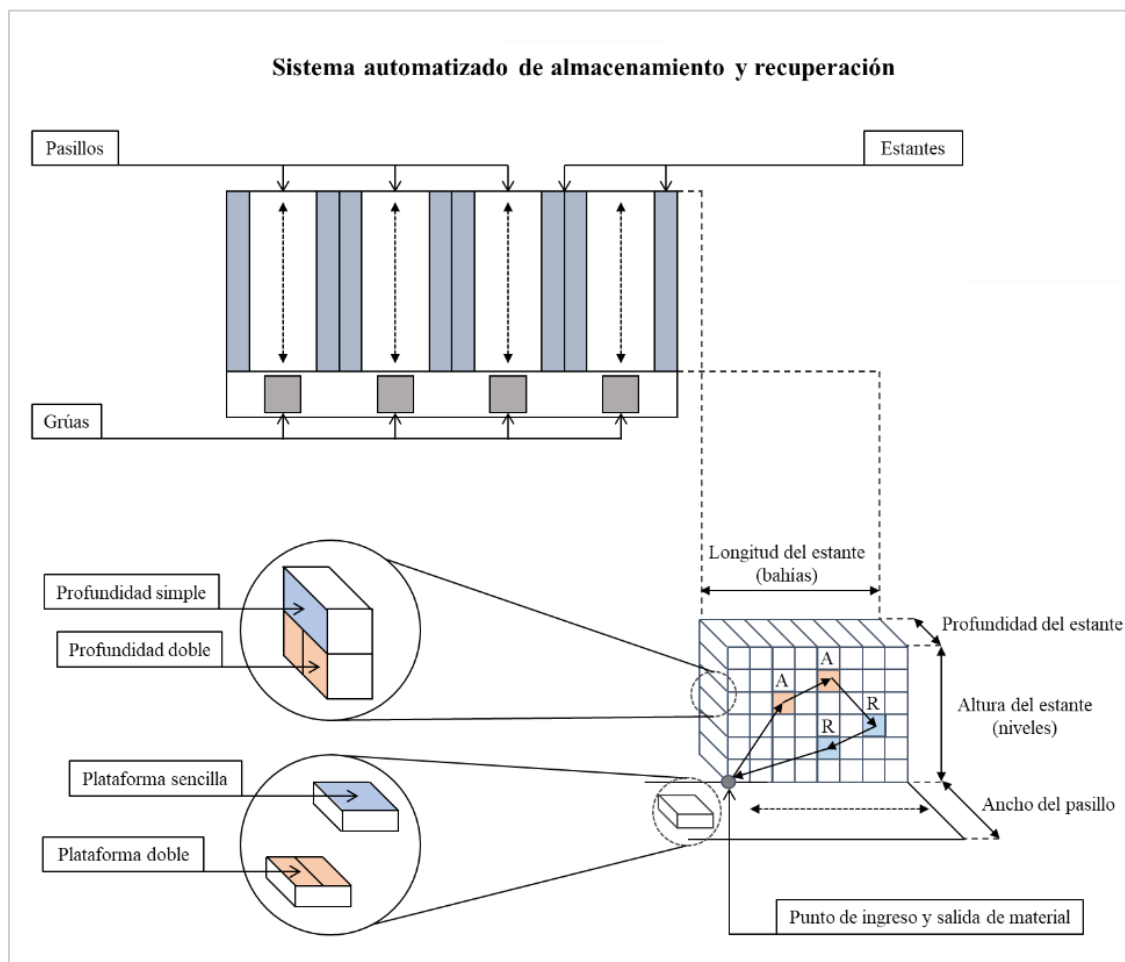 Sistema automatizado de almacenamiento y recuperación
Pasillos
Estantes
Grúas
Longitud del estante
(bahías)
Profundidad simple
Profundidad doble
Profundidad del estante
A
A
R
R
Altura del estante
(niveles)
Plataforma sencilla
Plataforma doble
Ancho del pasillo
Punto de ingreso y salida de material